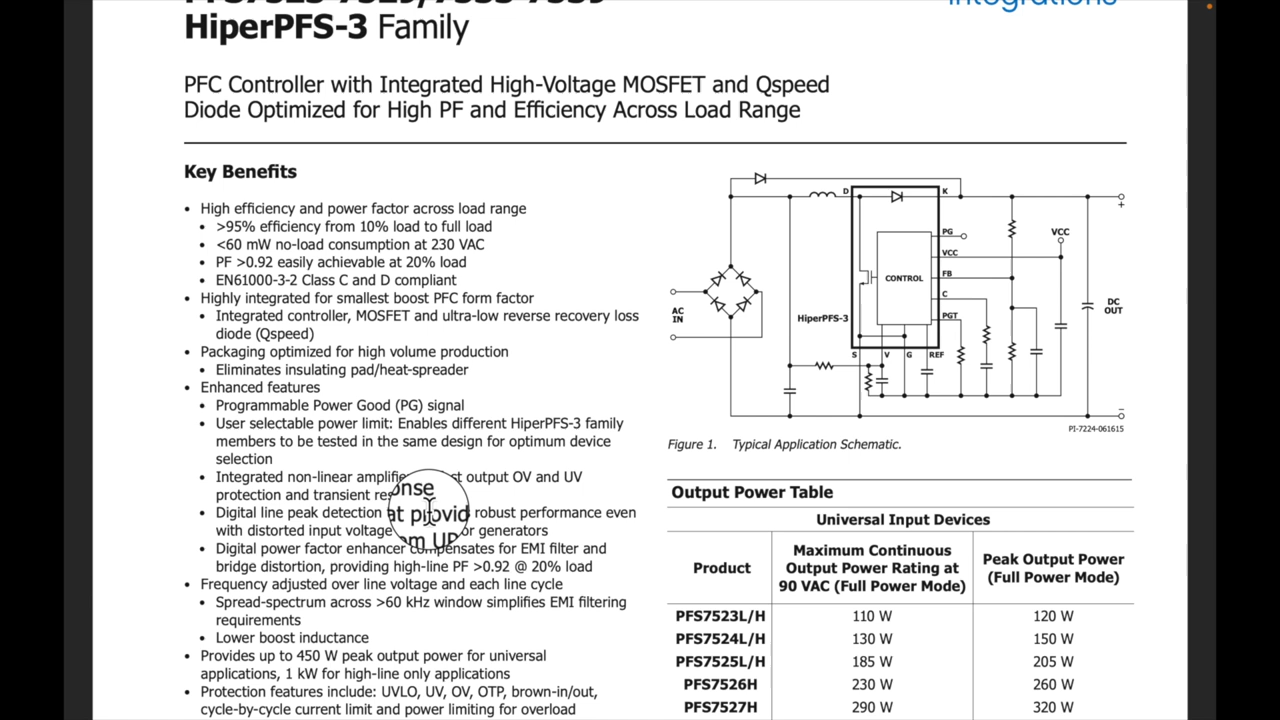 HiperPFS-3 Family
PFC Controller with Integrated High-Voltage MOSFET and Qspeed
Diode Optimized for High PF and Efficiency Across Load Range
Key Benefits
• High efficiency and power factor across load range
• >95% efficiency from 10% load to full load
• <60 mW no-load consumption at 230 VAC
• PF >0.92 easily achievable at 20% load
• EN61000-3-2 Class C and D compliant
• Highly integrated for smallest boost PFC form factor
• Integrated controller, MOSFET and ultra-low reverse recovery loss
diode (Qspeed)
• Packaging optimized for high volume production
• Eliminates insulating pad/heat-spreader
• Enhanced features
• Programmable Power Good (PG) signal
• User selectable power limit: Enables different HiperPFS-3 family
members to be tested in the same design for optimum device
selection
• Integrated non-linear output OV and UV
protection and transient
• Digital line peak detection robust performance even
with distorted input voltage generators
• Digital power factor enhancer compensates for EMI filter and
bridge distortion, providing high-line PF >0.92 @ 20% load
• Frequency adjusted over line voltage and each line cycle
• Spread-spectrum across >60 kHz window simplifies EMI filtering
requirements
• Lower boost inductance
• Provides up to 450 W peak output power for universal
applications, 1 kW for high-line only applications
• Protection features include: UVLO, UV, OV, OTP, brown-in/out,
cycle-by-cycle current limit and power limiting for overload
D
K
+
PG
VCC
VCC
FB
CONTROL
C
AC
IN
DC
OUT
HiperPFS-3
PGT
S
V
G
REF
PI-7224-061615
Figure 1. Typical Application Schematic.
Output Power Table
Universal Input Devices
Product
Maximum Continuous
Output Power Rating at
90 VAC (Full Power Mode)
Peak Output Power
(Full Power Mode)
PFS7523L/H 110 W 120 W
PFS7524L/H 130 W 150 W
PFS7525L/H 185 W 205 W
PFS7526H 230 W 260 W
PFS7527H 290 W 320 W